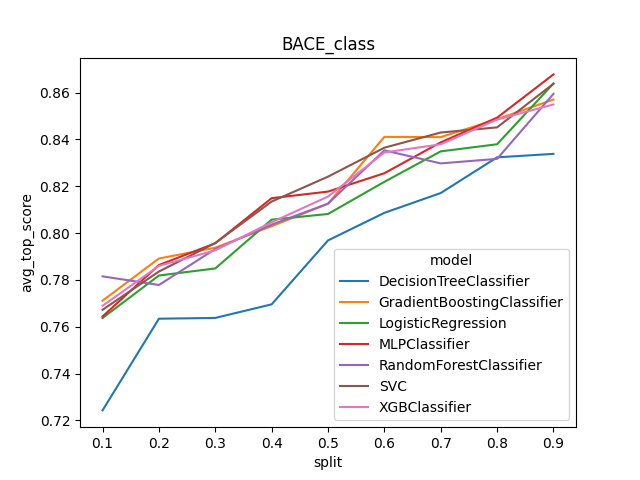 BACE_class
avg_top_score
0.86
0.84
0.82
0.80
0.78
0.76
0.74
0.72
model
DecisionTreeClassifier
GradientBoostingClassifier
LogisticRegression
MLPClassifier
RandomForestClassifier
SVC
XGBClassifier
0.1 0.2 0.3 0.4 0.5 0.6 0.7 0.8 0.9
split